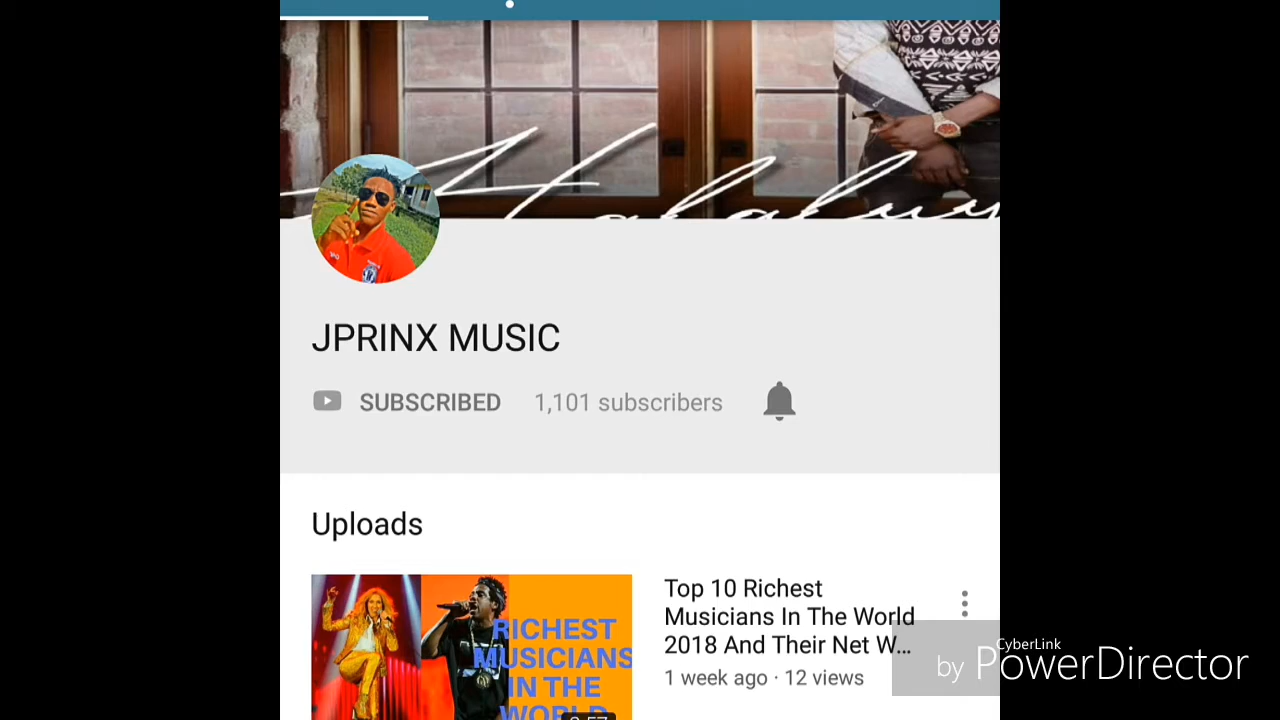 JPRINX MUSIC
SUBSCRIBED 1,101 subscribers
Uploads
RICHEST
MUSICIANS
IN THE
WORLD
Top 10 Richest
Musicians In The World
2018 And Their Net W...
1 week ago · 12 views
CyberLink
by PowerDirector